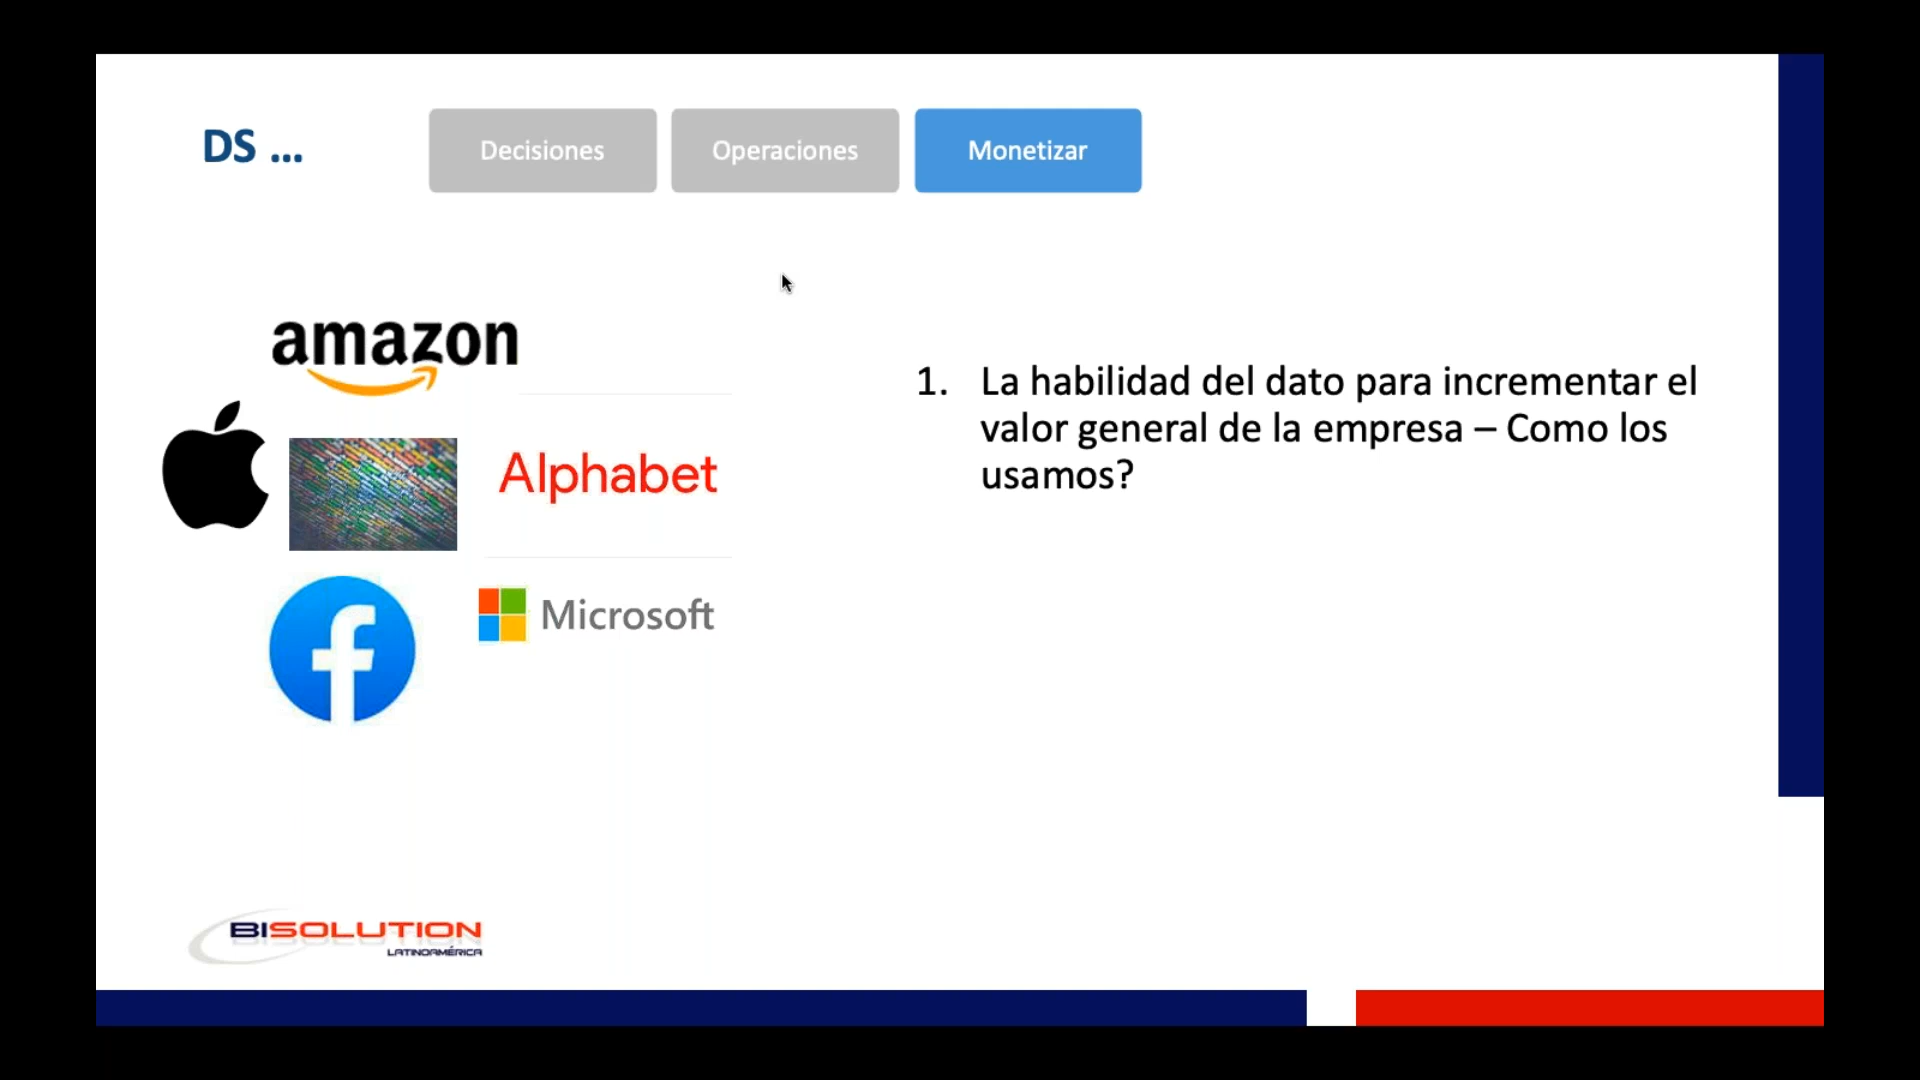 DS ...
Decisiones
Operaciones
Monetizar
amazon
Alphabet
Microsoft
1. La habilidad del dato para incrementar el
valor general de la empresa – Como los
usamos?
BISOLUTION
LATINOAMÉRICA